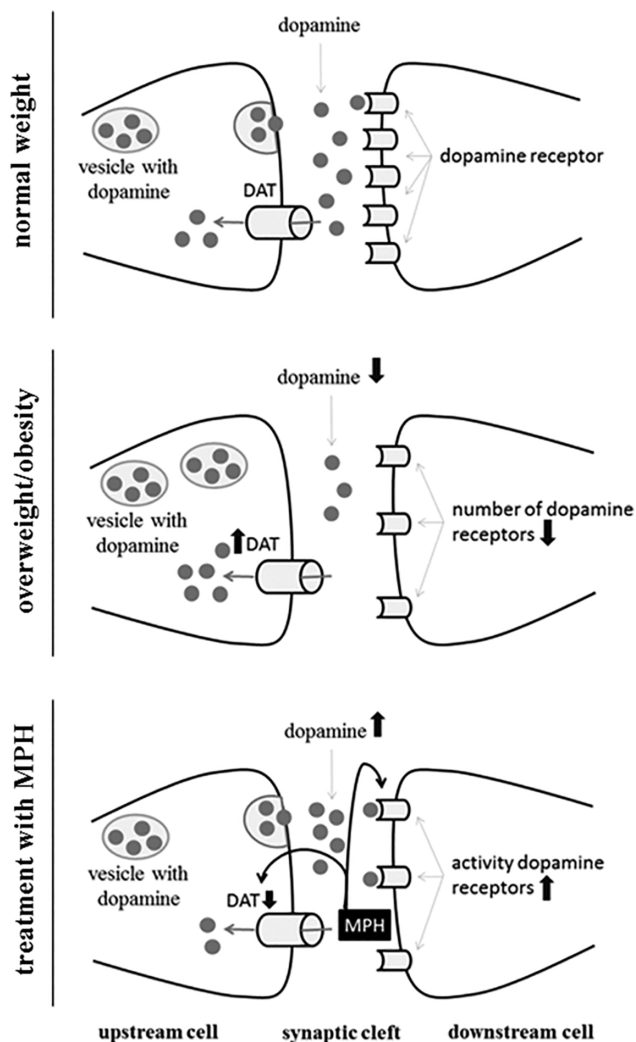 normal weight
dopamine
vesicle with
dopamine
DAT
dopamine receptor
overweight/obesity
dopamine
vesicle with
dopamine
DAT
number of dopamine
receptors
treatment with MPH
dopamine
vesicle with
dopamine
DAT
MPH
activity dopamine
receptors
upstream cell
synaptic cleft
downstream cell